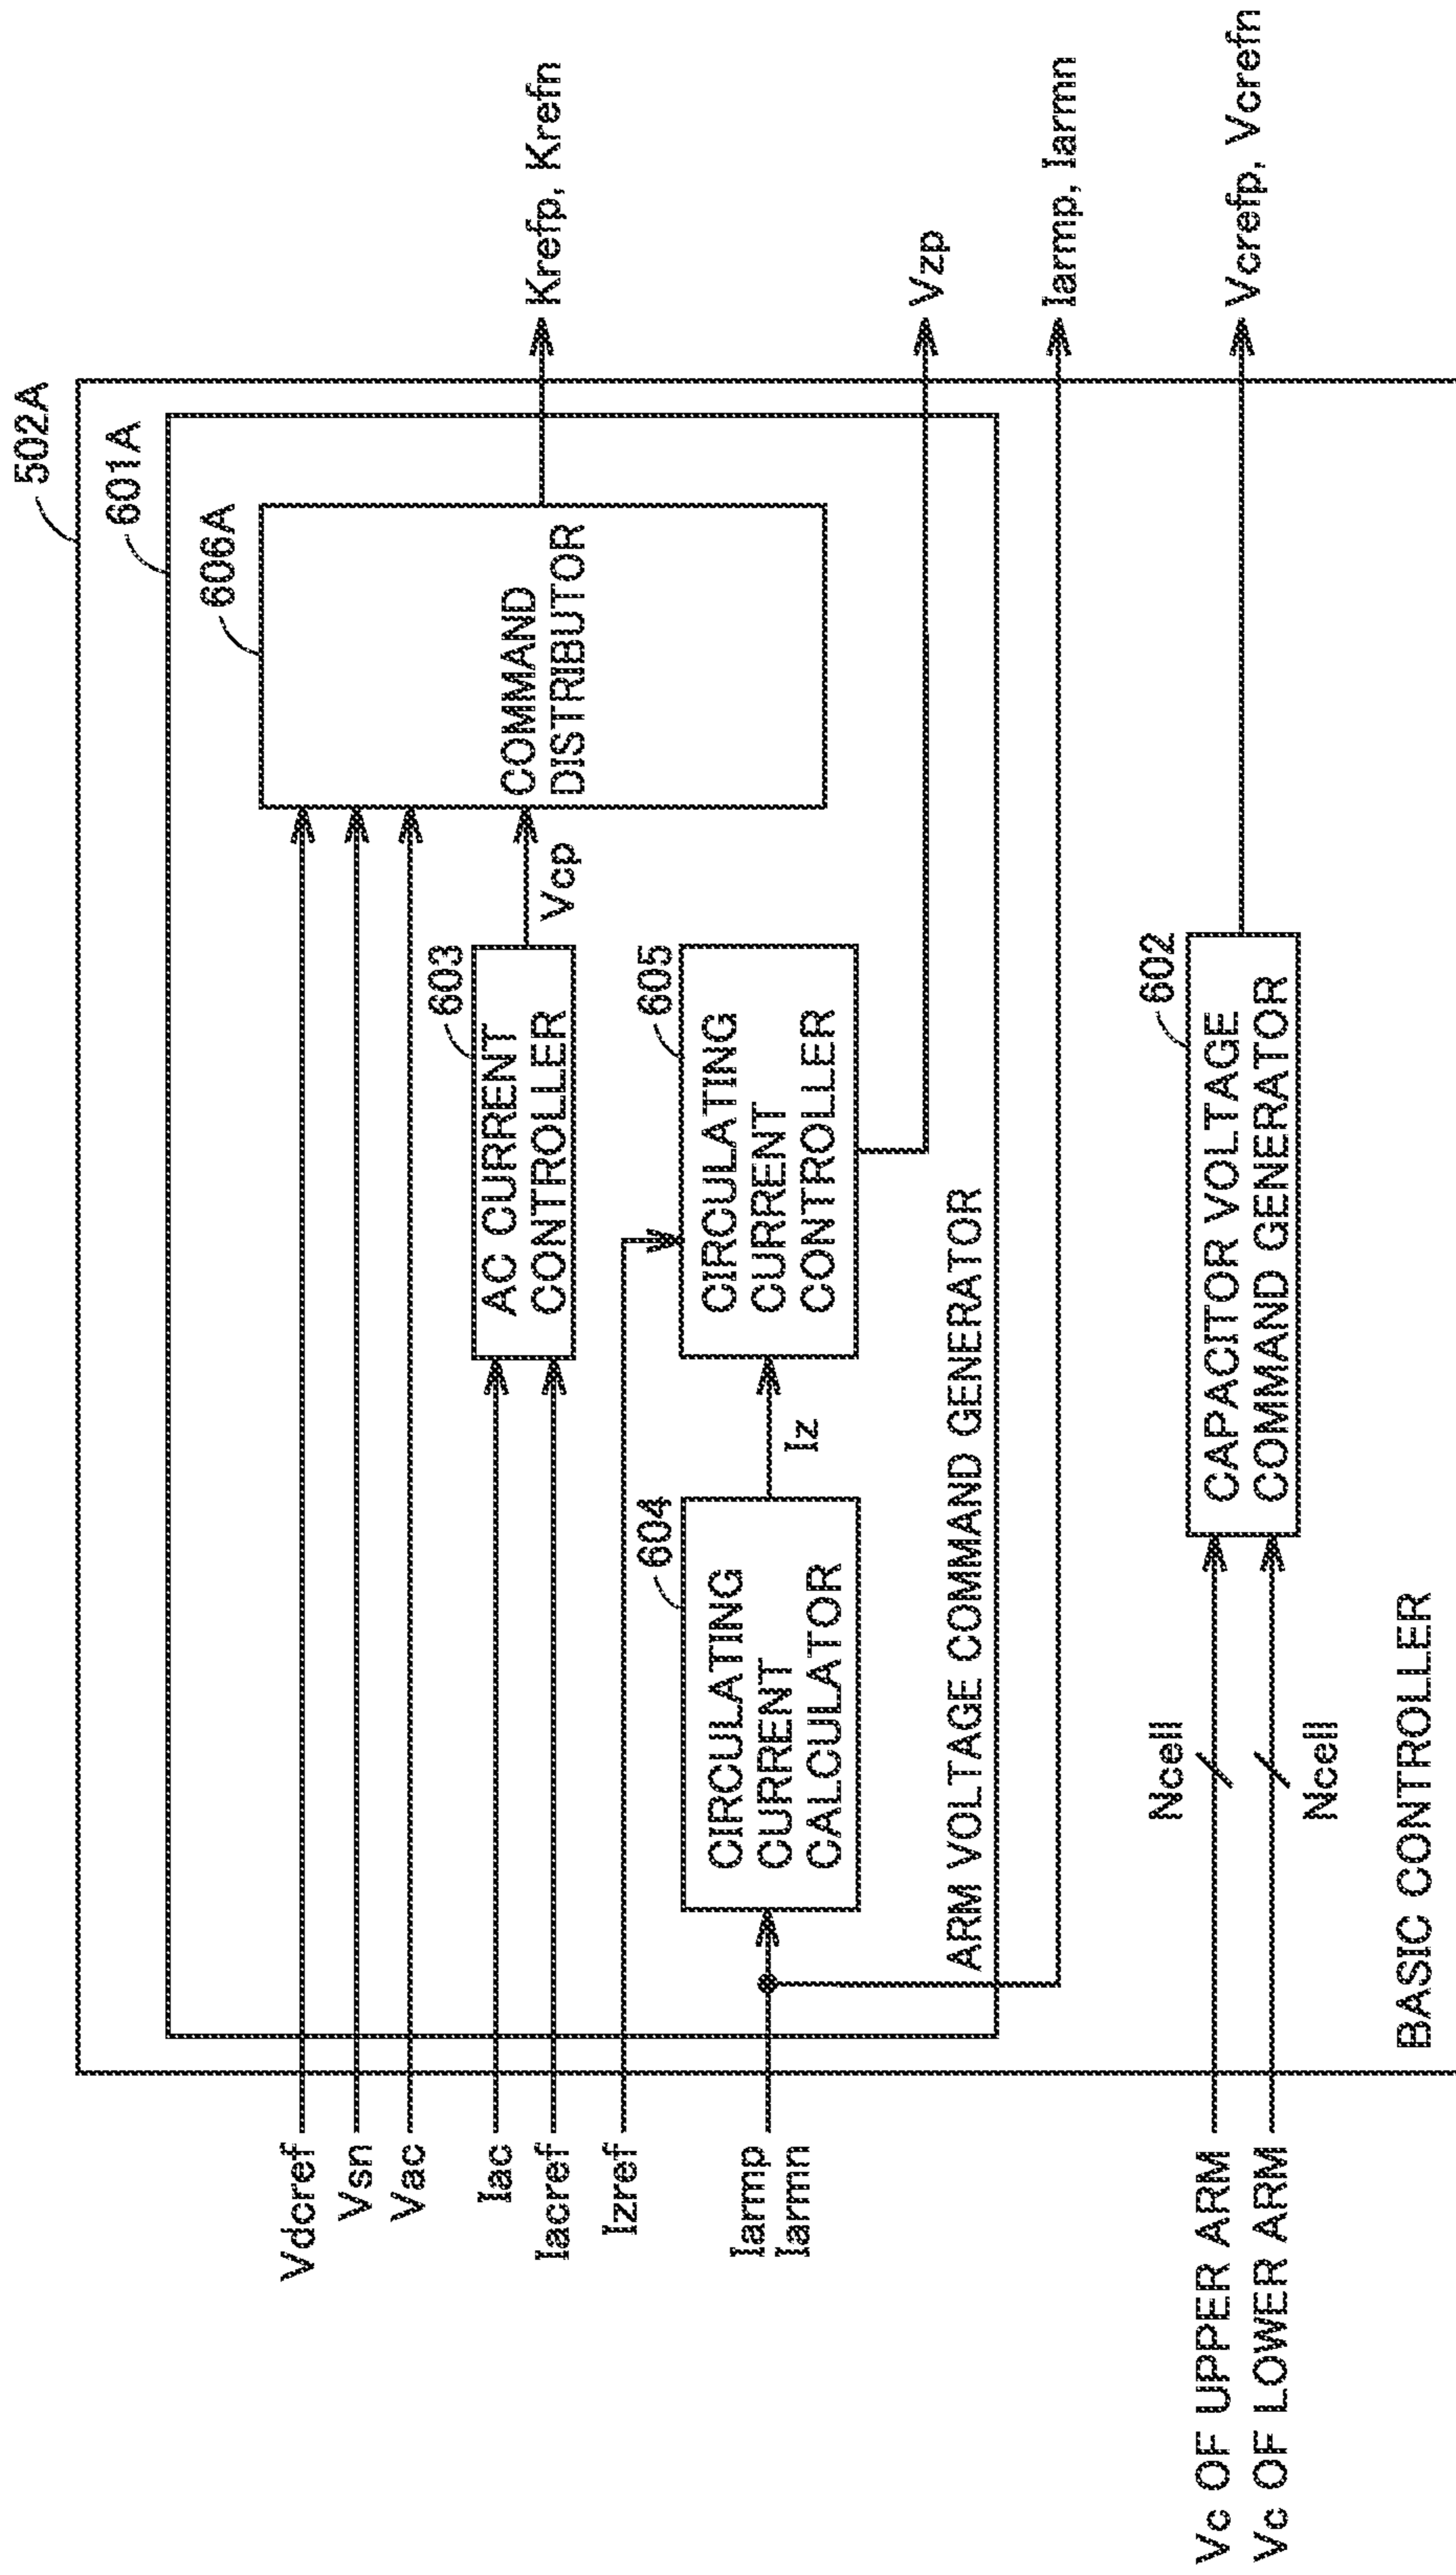 502A
601A
606A
Vdcref
Vsn
Vac
Iac
Iacref
Izref
Iarmp
Iarmn
603
AC CURRENT
CONTROLLER
Vcp
COMMAND
DISTRIBUTOR
Krefp, Krefn
604
CIRCULATING
CURRENT
CALCULATOR
Iz
605
CIRCULATING
CURRENT
CONTROLLER
Vzp
ARM VOLTAGE COMMAND GENERATOR
Iarmp, Iarmn
Vc OF UPPER ARM
Vc OF LOWER ARM
Ncell
Ncell
602
CAPACITOR VOLTAGE
COMMAND GENERATOR
Vcrefp, Vcrefn
BASIC CONTROLLER